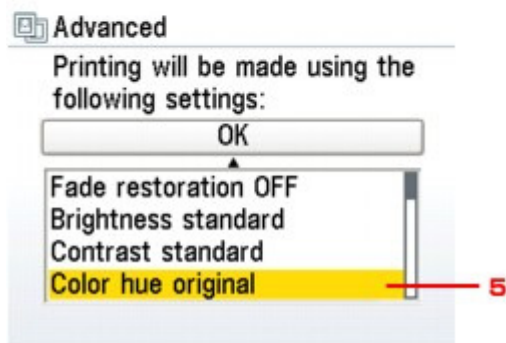 Advanced
Printing will be made using the
following settings:
OK
Fade restoration OFF
Brightness standard
Contrast standard
Color hue original
5